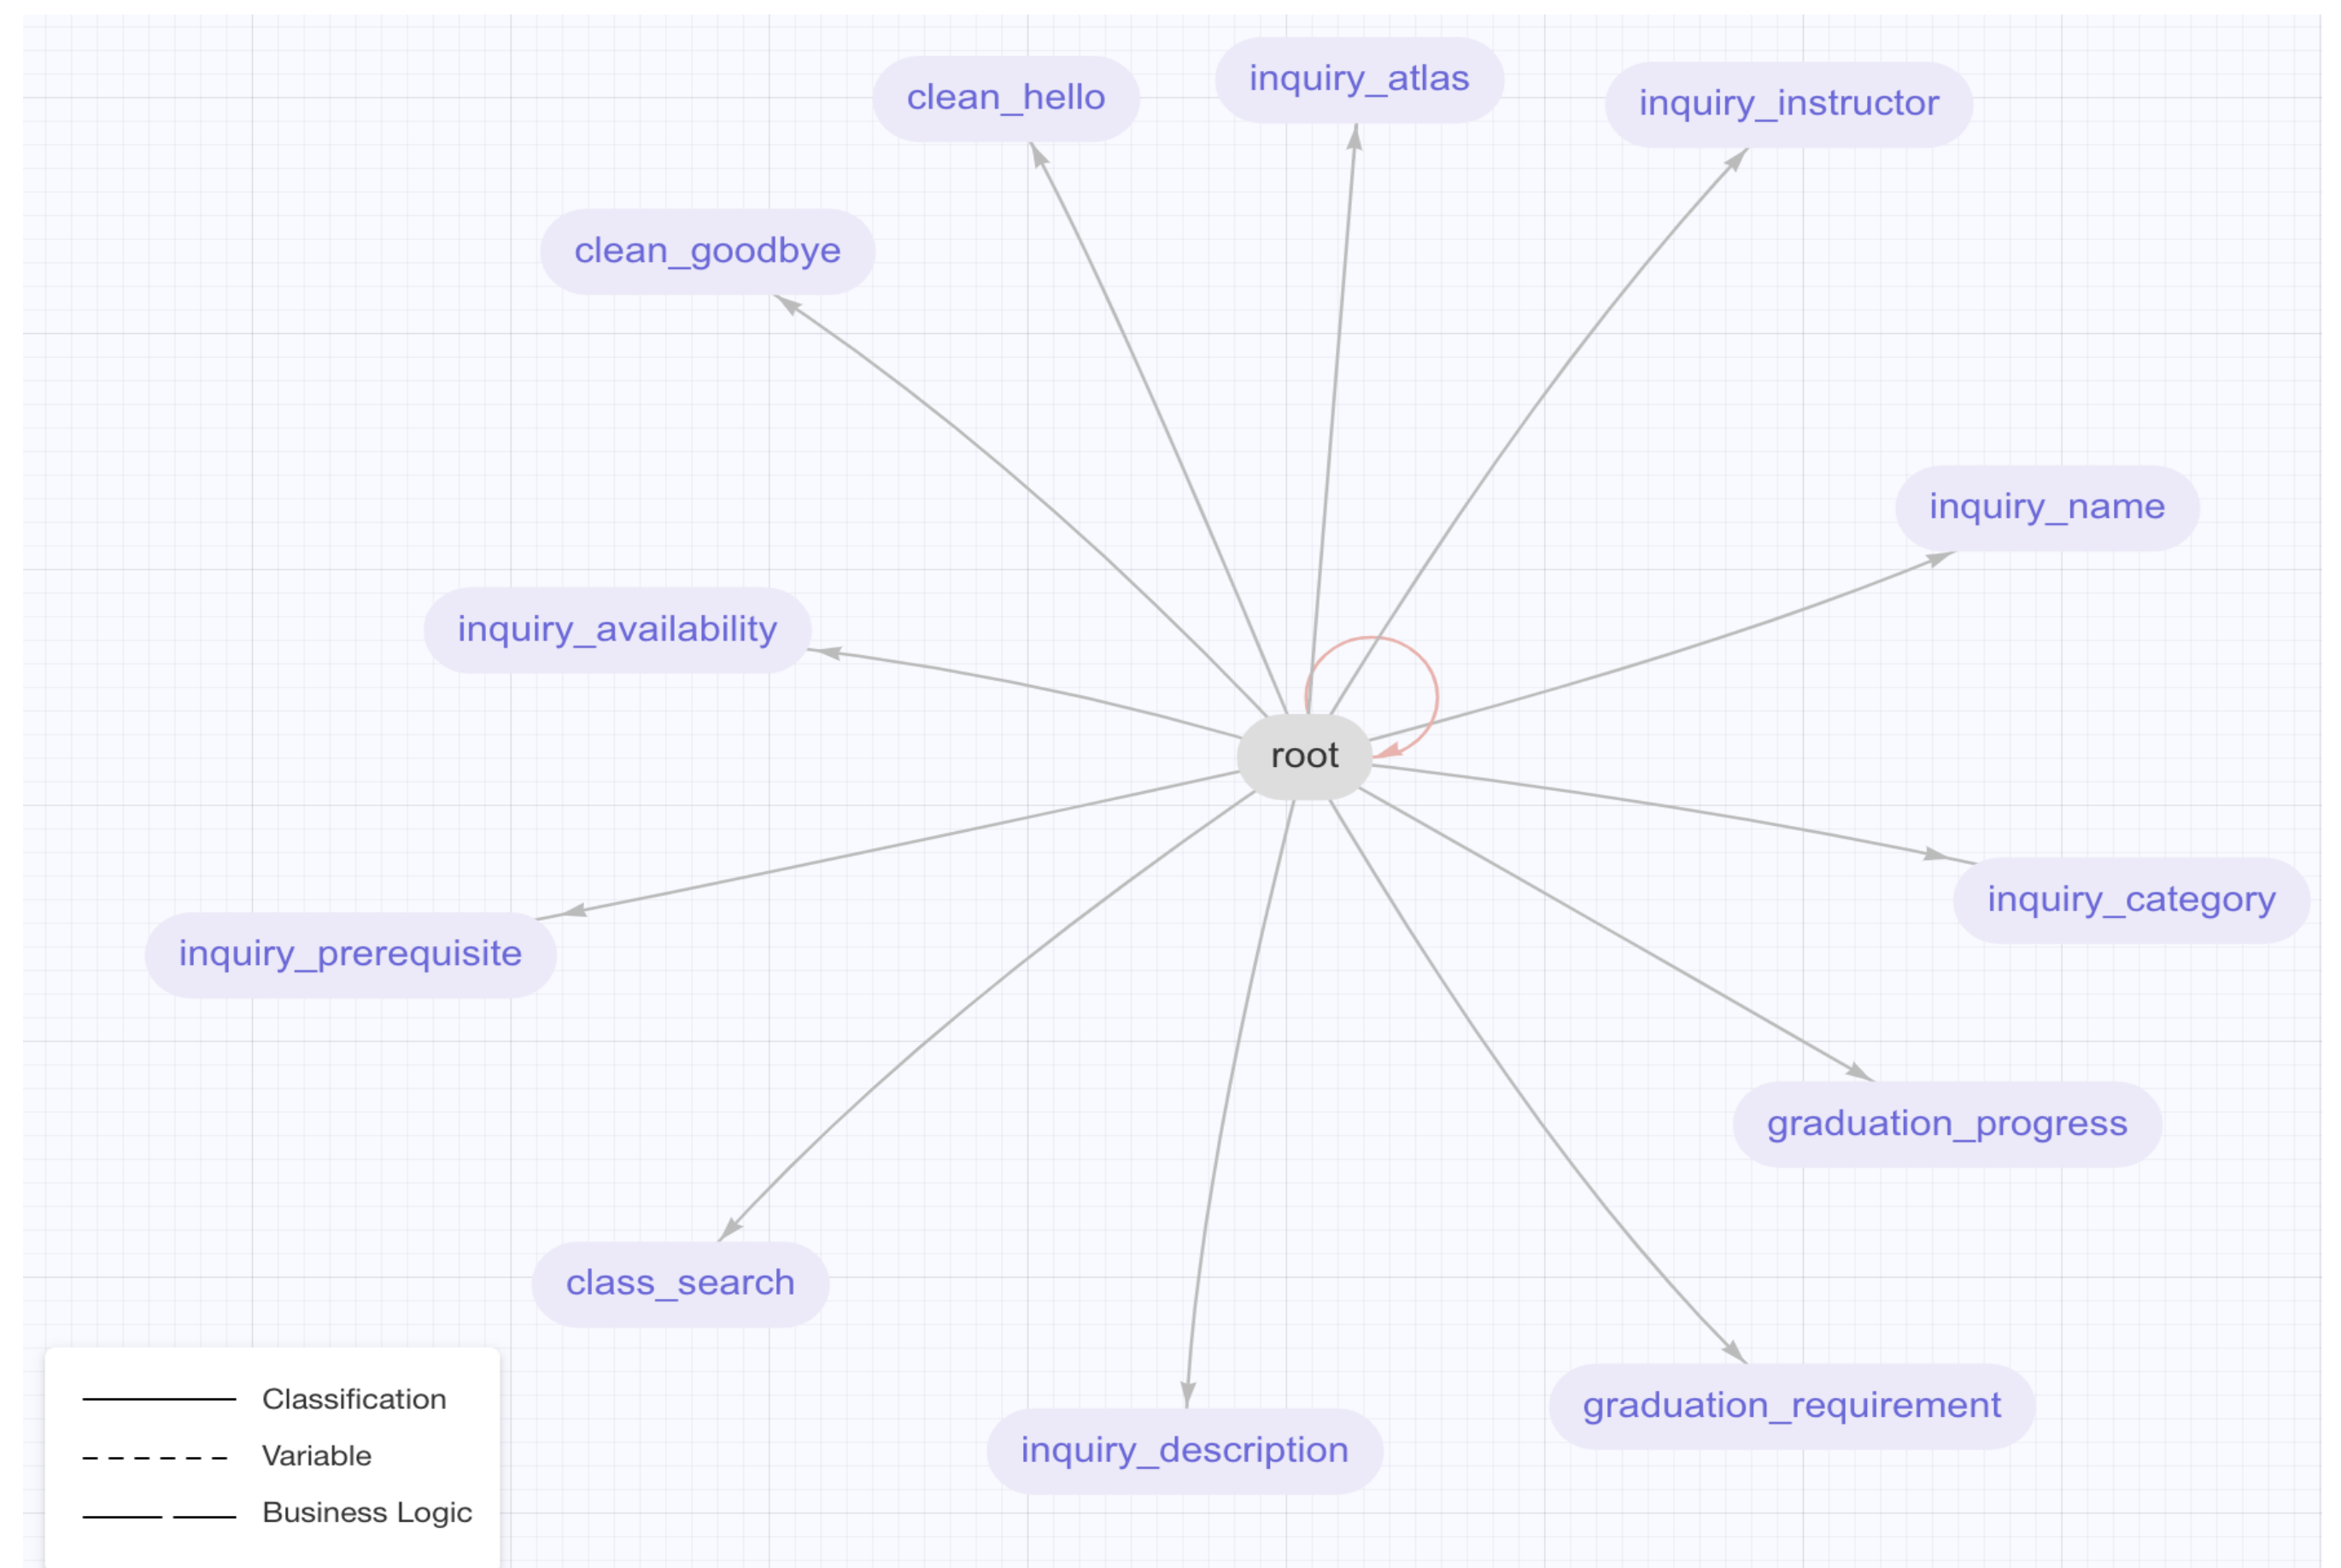 inquiry_atlas
clean_hello
inquiry_instructor
clean_goodbye
inquiry_name
inquiry_availability
root
inquiry_category
inquiry_prerequisite
graduation_progress
class_search
graduation_requirement
inquiry_description
Classification
Variable
Business Logic